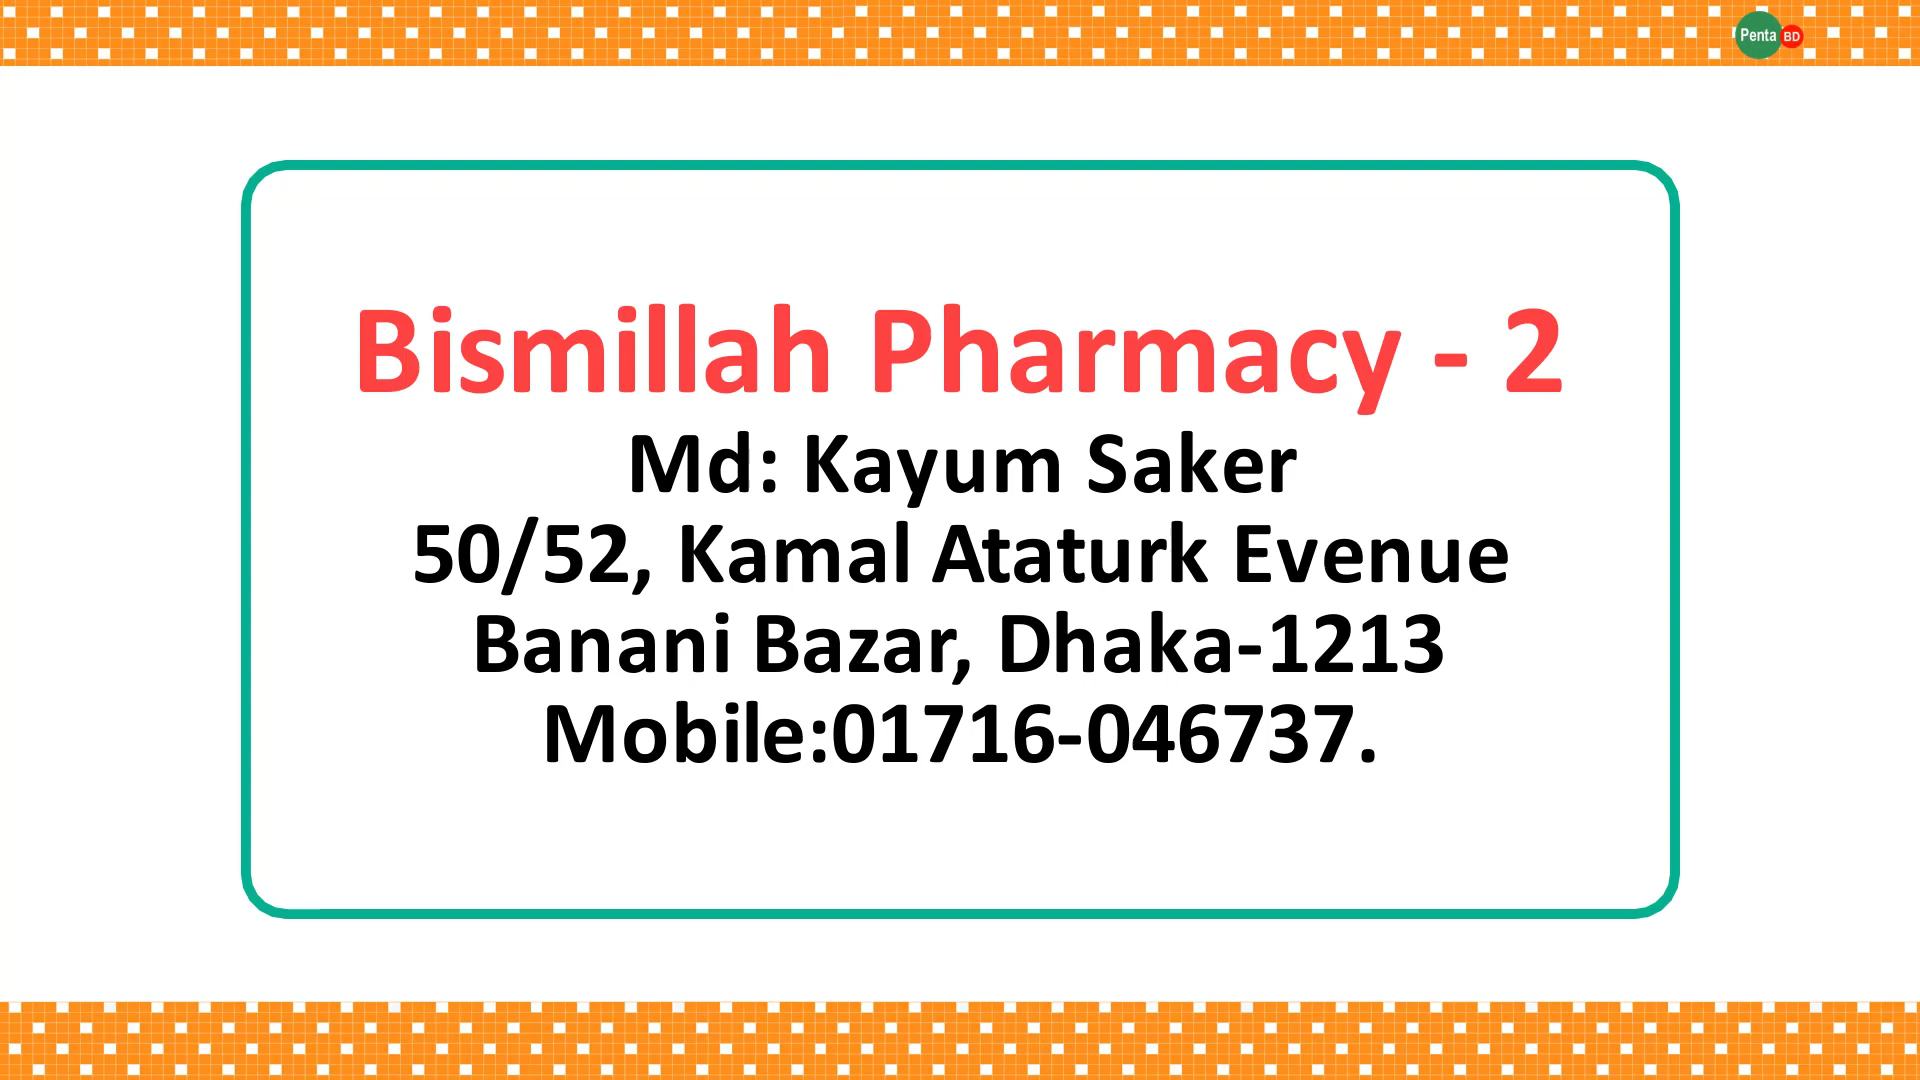 Penta BD
Bismillah Pharmacy - 2
Md: Kayum Saker
50/52, Kamal Ataturk Evenue
Banani Bazar, Dhaka-1213
Mobile:01716-046737.